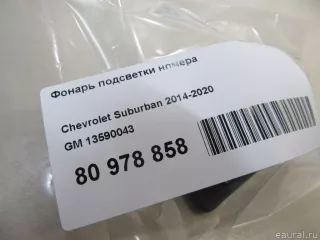 Фонарь подсветки номера
Chevrolet Suburban 2014-2020
GM 13590043
80 978 858
© eaural.ru